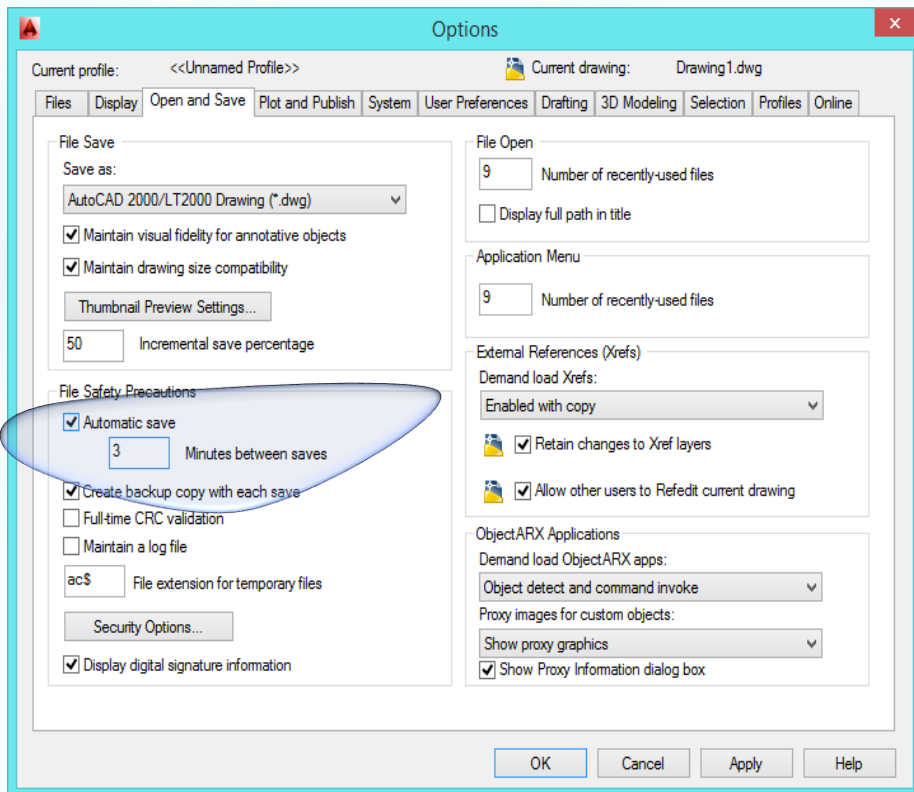 Options
Current profile: <<Unnamed Profile>> Current drawing: Drawing1.dwg
Files Display Open and Save Plot and Publish System User Preferences Drafting 3D Modeling Selection Profiles Online
File Save
Save as:
AutoCAD 2000/LT2000 Drawing (*.dwg)
Maintain visual fidelity for annotative objects
Maintain drawing size compatibility
Thumbnail Preview Settings...
50 Incremental save percentage
File Safety Precautions
Automatic save
3 Minutes between saves
Create backup copy with each save
Full-time CRC validation
Maintain a log file
ac$ File extension for temporary files
Security Options...
Display digital signature information
File Open
9 Number of recently-used files
Display full path in title
Application Menu
9 Number of recently-used files
External References (Xrefs)
Demand load Xrefs:
Enabled with copy
Retain changes to Xref layers
Allow other users to Refedit current drawing
ObjectARX Applications
Demand load ObjectARX apps:
Object detect and command invoke
Proxy images for custom objects:
Show proxy graphics
Show Proxy Information dialog box
OK Cancel Apply Help